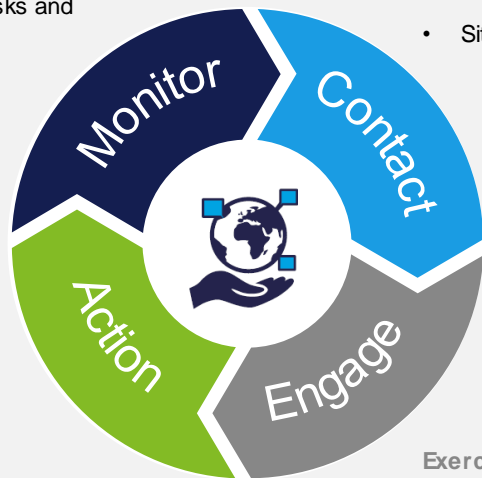 sks and
• Sit
Monitor
Contact
Action
Engage
Exerc